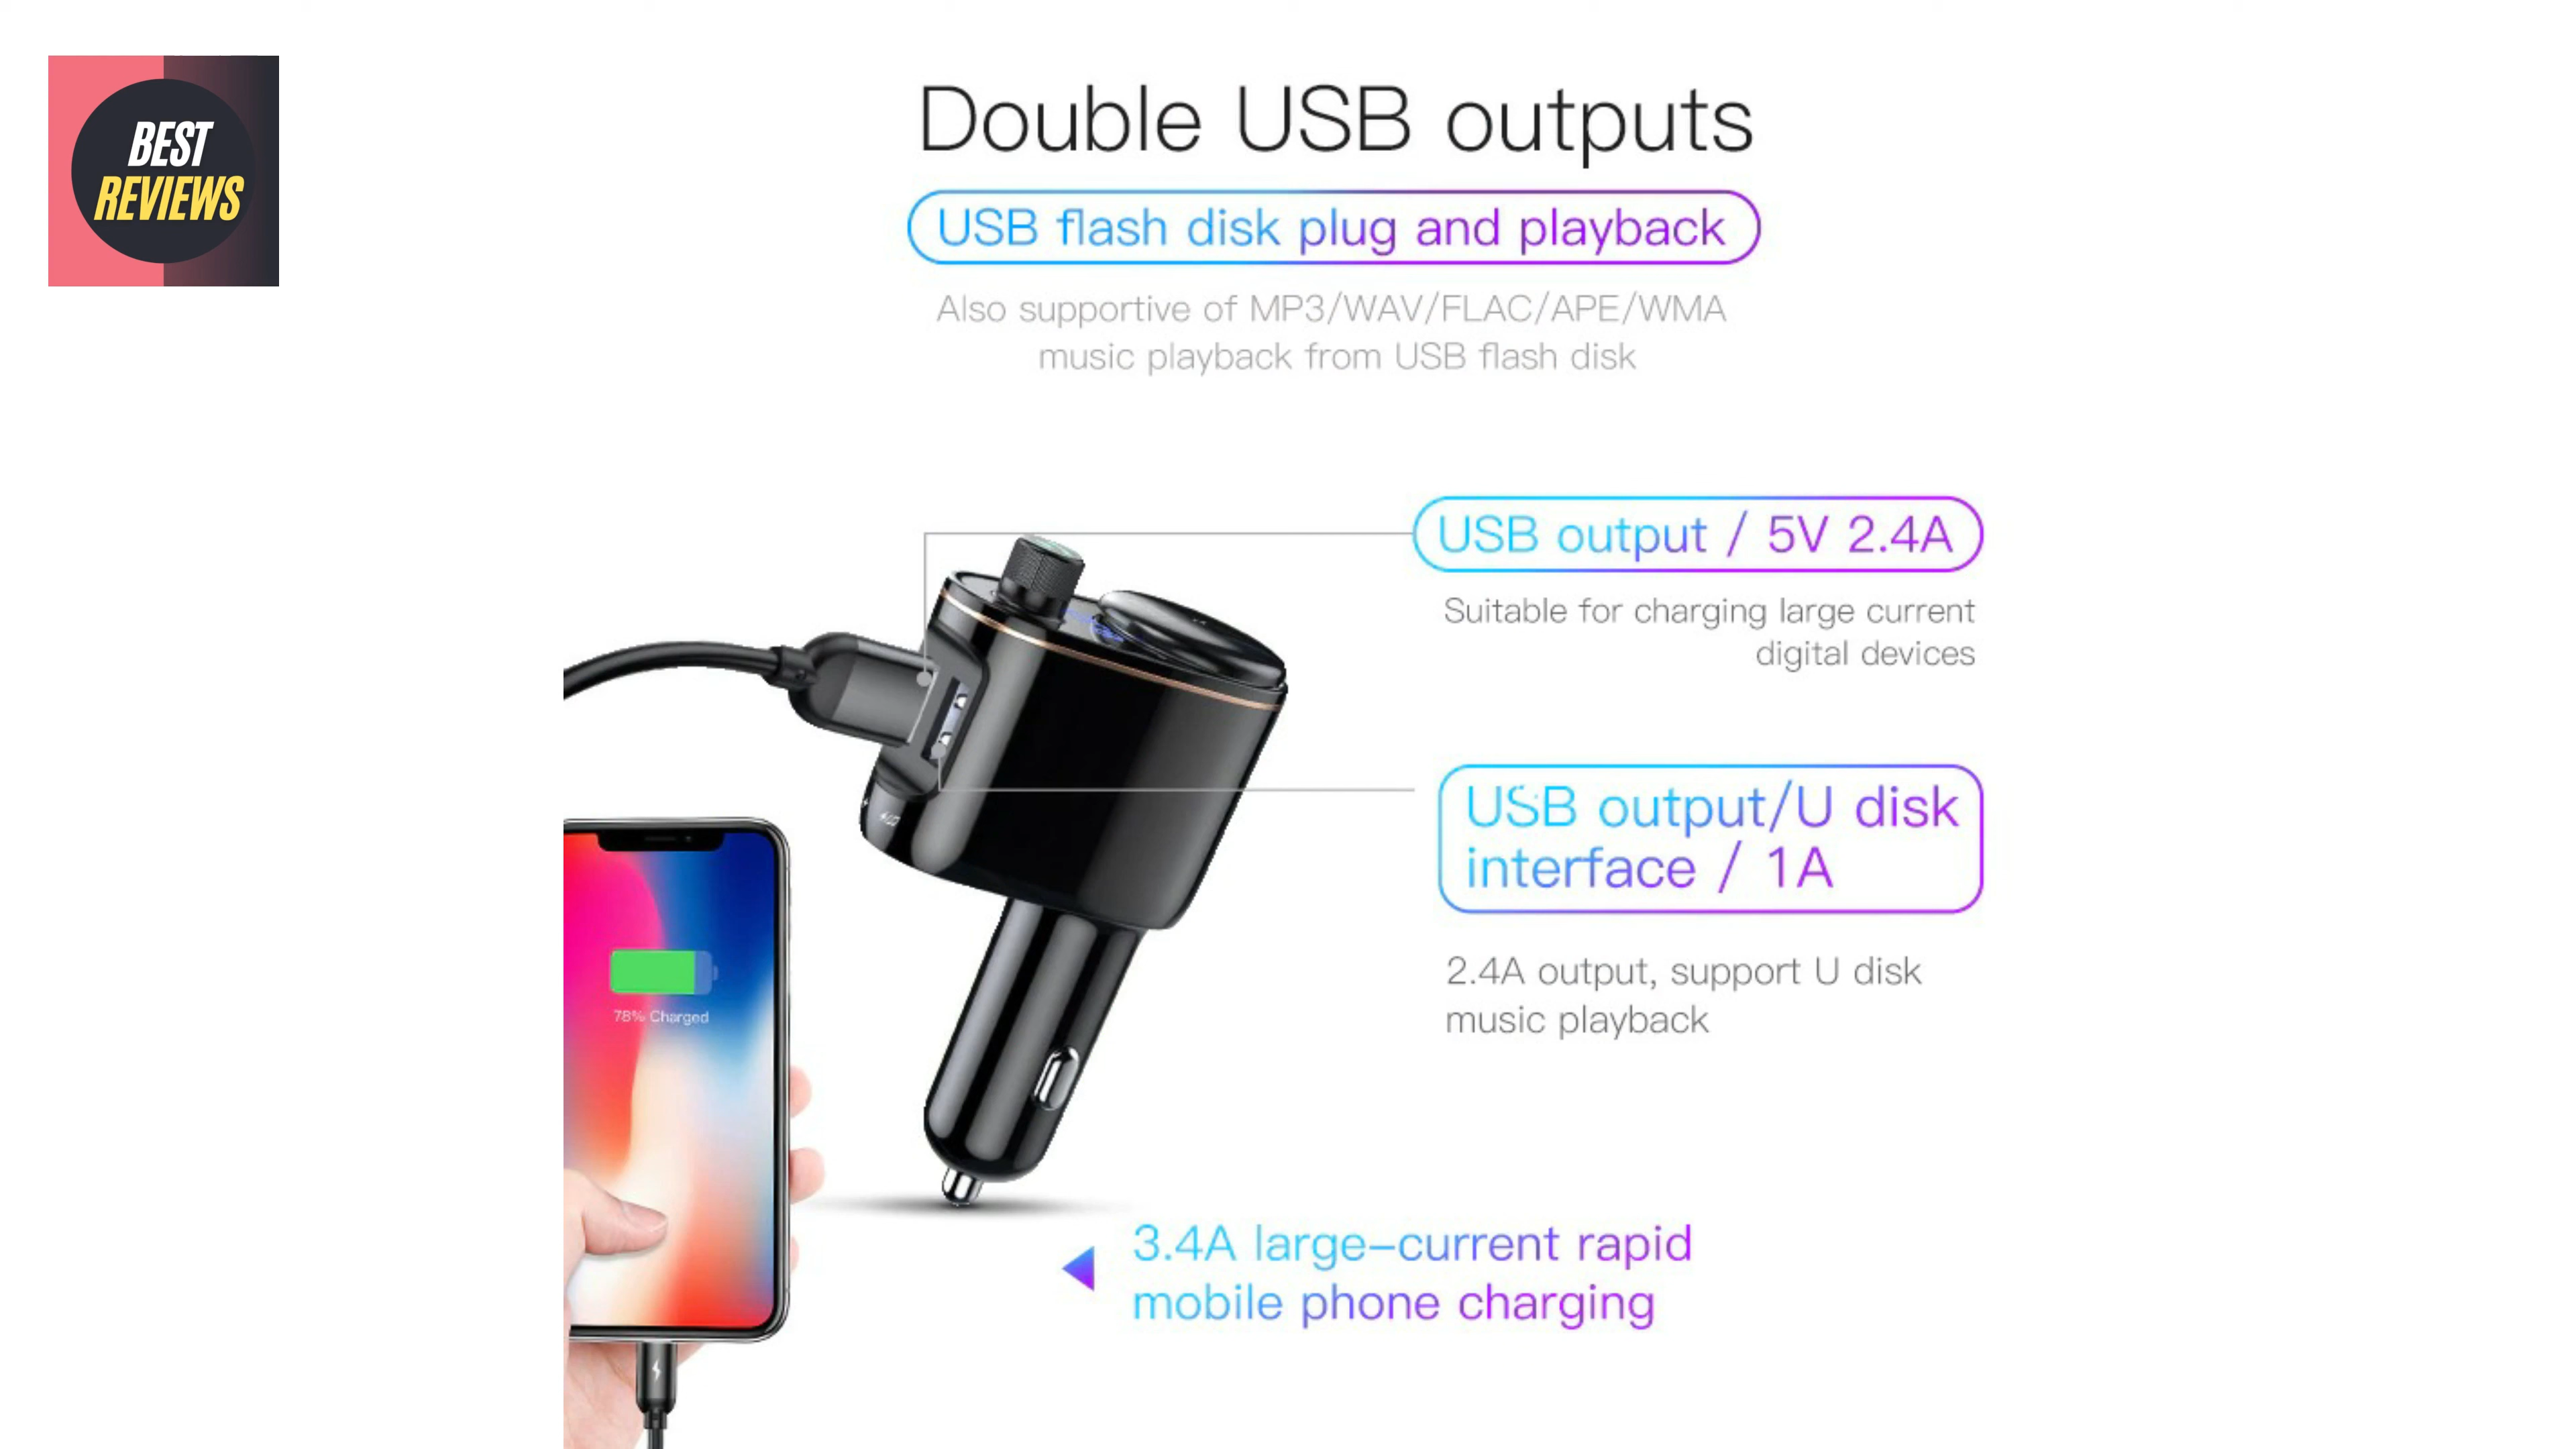 BEST
REVIEWS
Double USB outputs
USB flash disk plug and playback
Also supportive of MP3/WAV/FLAC/APE/WMA
music playback from USB flash disk
USB output / 5V 2.4A
Suitable for charging large current
digital devices
USB output/U disk
interface / 1A
2.4A output, support U disk
music playback
78% Charged
3.4A large-current rapid
mobile phone charging